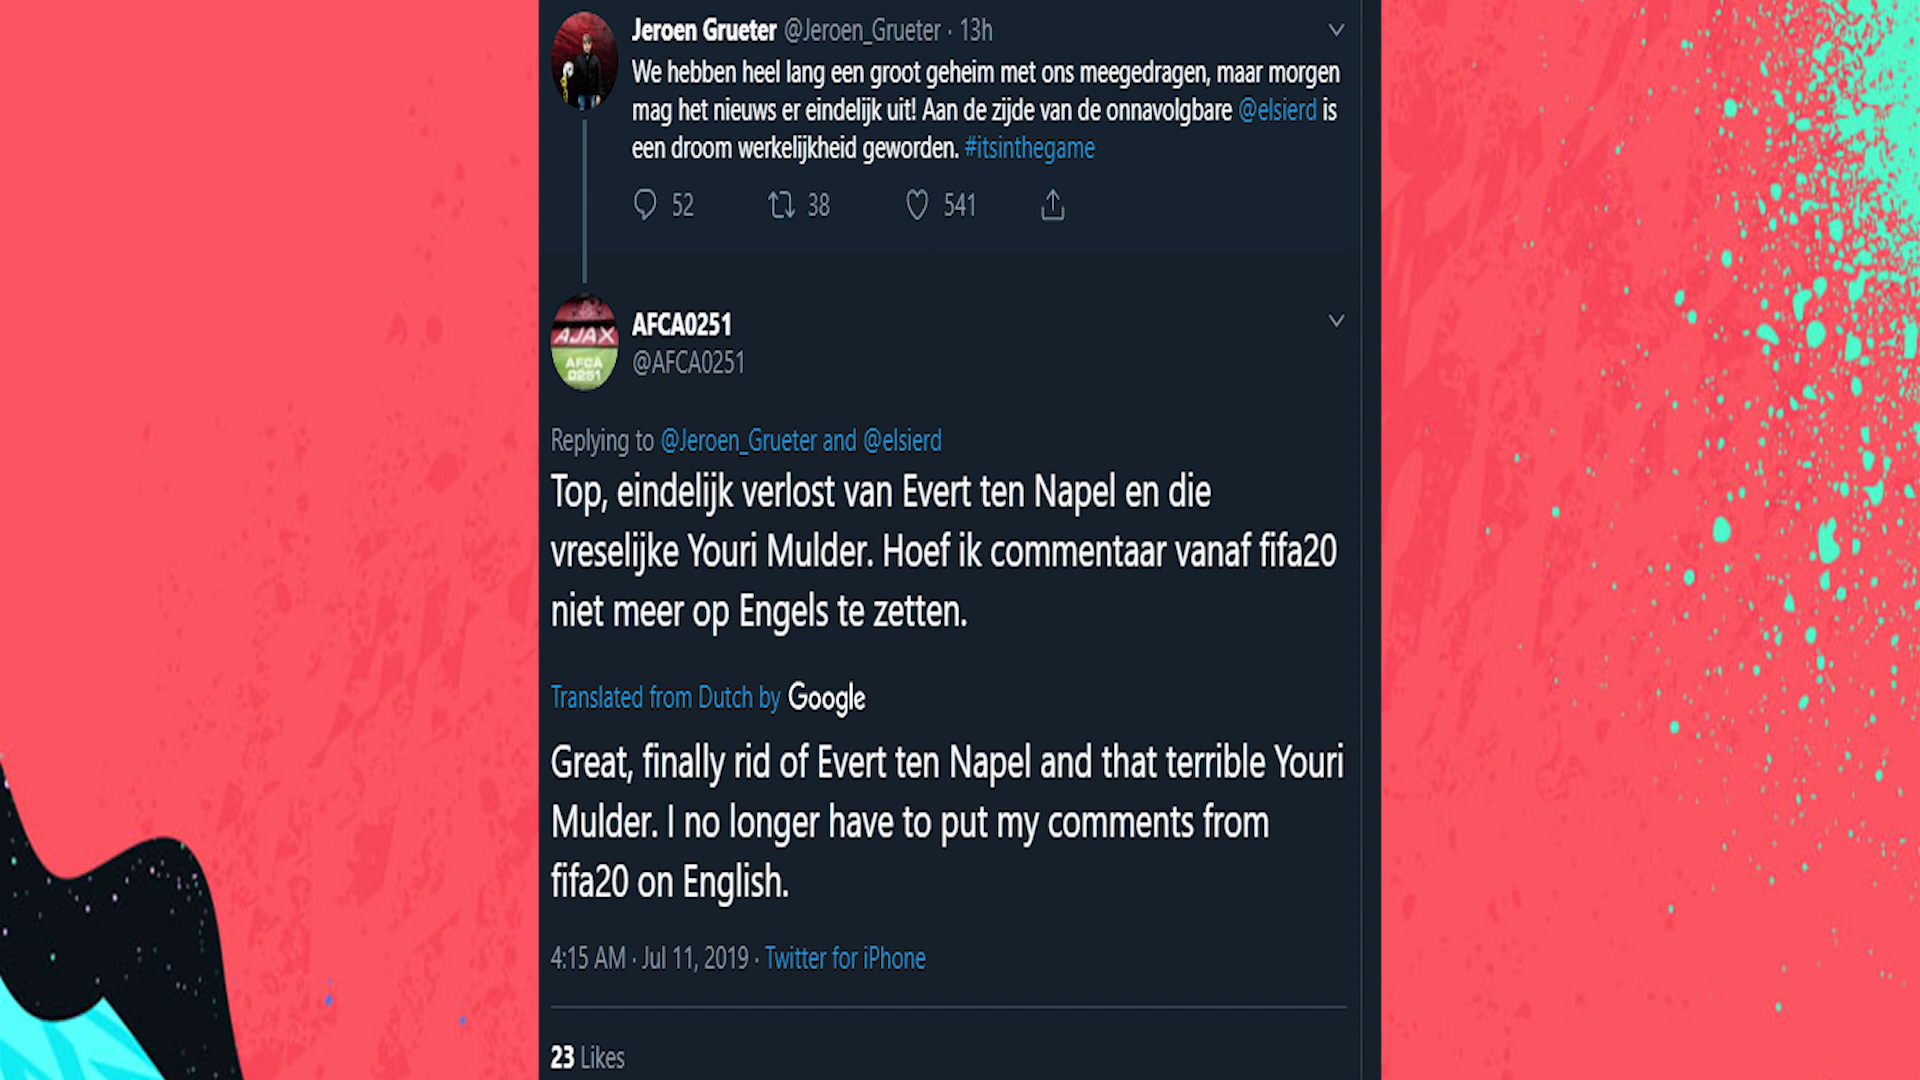 Jeroen Grueter @Jeroen_Grueter · 13h
We hebben heel lang een groot geheim met ons meegedragen, maar morgen
mag het nieuws er eindelijk uit! Aan de zijde van de onnavolgbare @elsierd is
een droom werkelijkheid geworden. #itsinthegame
52 38 541
AJAX
AFCA
0251
AFCA0251
@AFCA0251
Replying to @Jeroen_Grueter and @elsierd
Top, eindelijk verlost van Evert ten Napel en die
vreselijke Youri Mulder. Hoef ik commentaar vanaf fifa20
niet meer op Engels te zetten.
Translated from Dutch by Google
Great, finally rid of Evert ten Napel and that terrible Youri
Mulder. I no longer have to put my comments from
fifa20 on English.
4:15 AM · Jul 11, 2019 · Twitter for iPhone
23 Likes